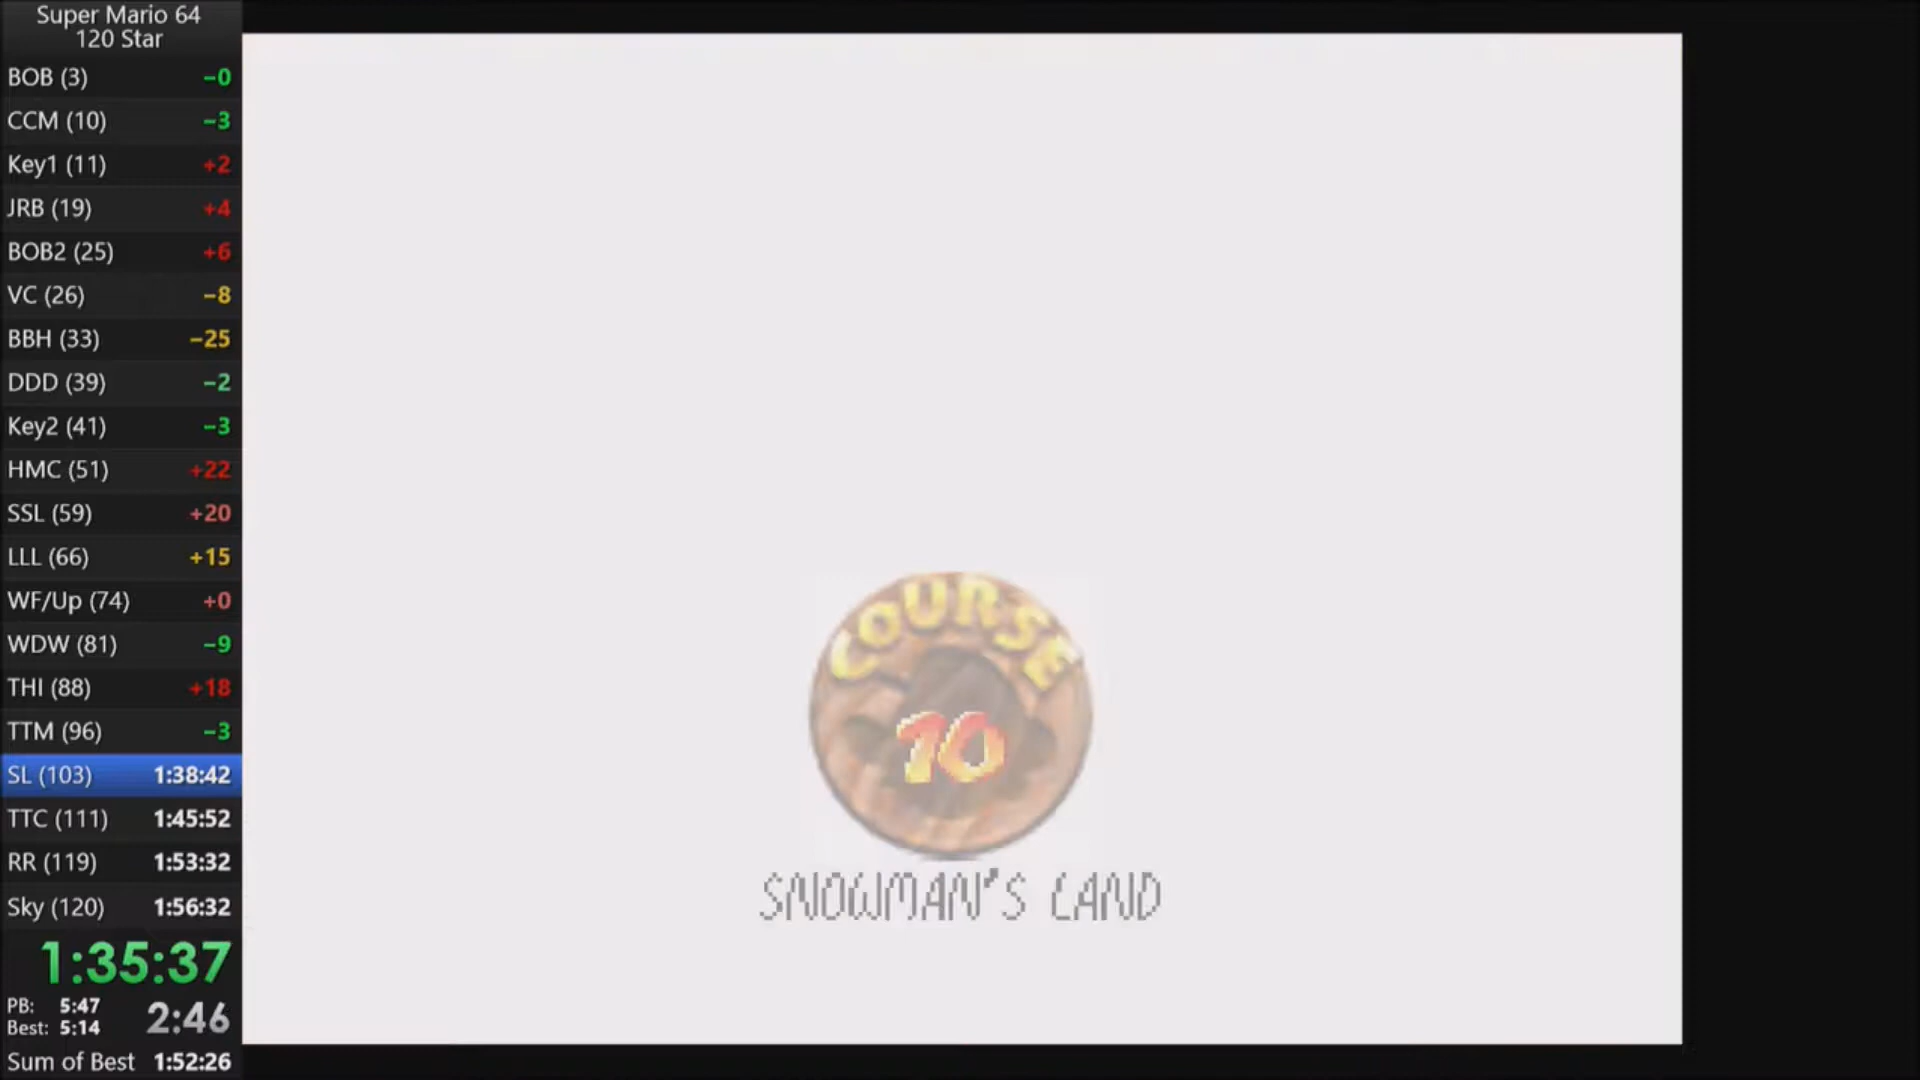 Super Mario 64
120 Star
BOB (3) −0
CCM (10) −3
Key1 (11) +2
JRB (19) +4
BOB2 (25) +6
VC (26) −8
BBH (33) −25
DDD (39) −2
Key2 (41) −3
HMC (51) +22
SSL (59) +20
LLL (66) +15
WF/Up (74) +0
WDW (81) −9
THI (88) +18
TTM (96) −3
SL (103) 1:38:42
TTC (111) 1:45:52
RR (119) 1:53:32
Sky (120) 1:56:32
1:35:37
PB: 5:47
Best: 5:14
2:46
Sum of Best 1:52:26
COURSE
10
SNOWMAN'S LAND